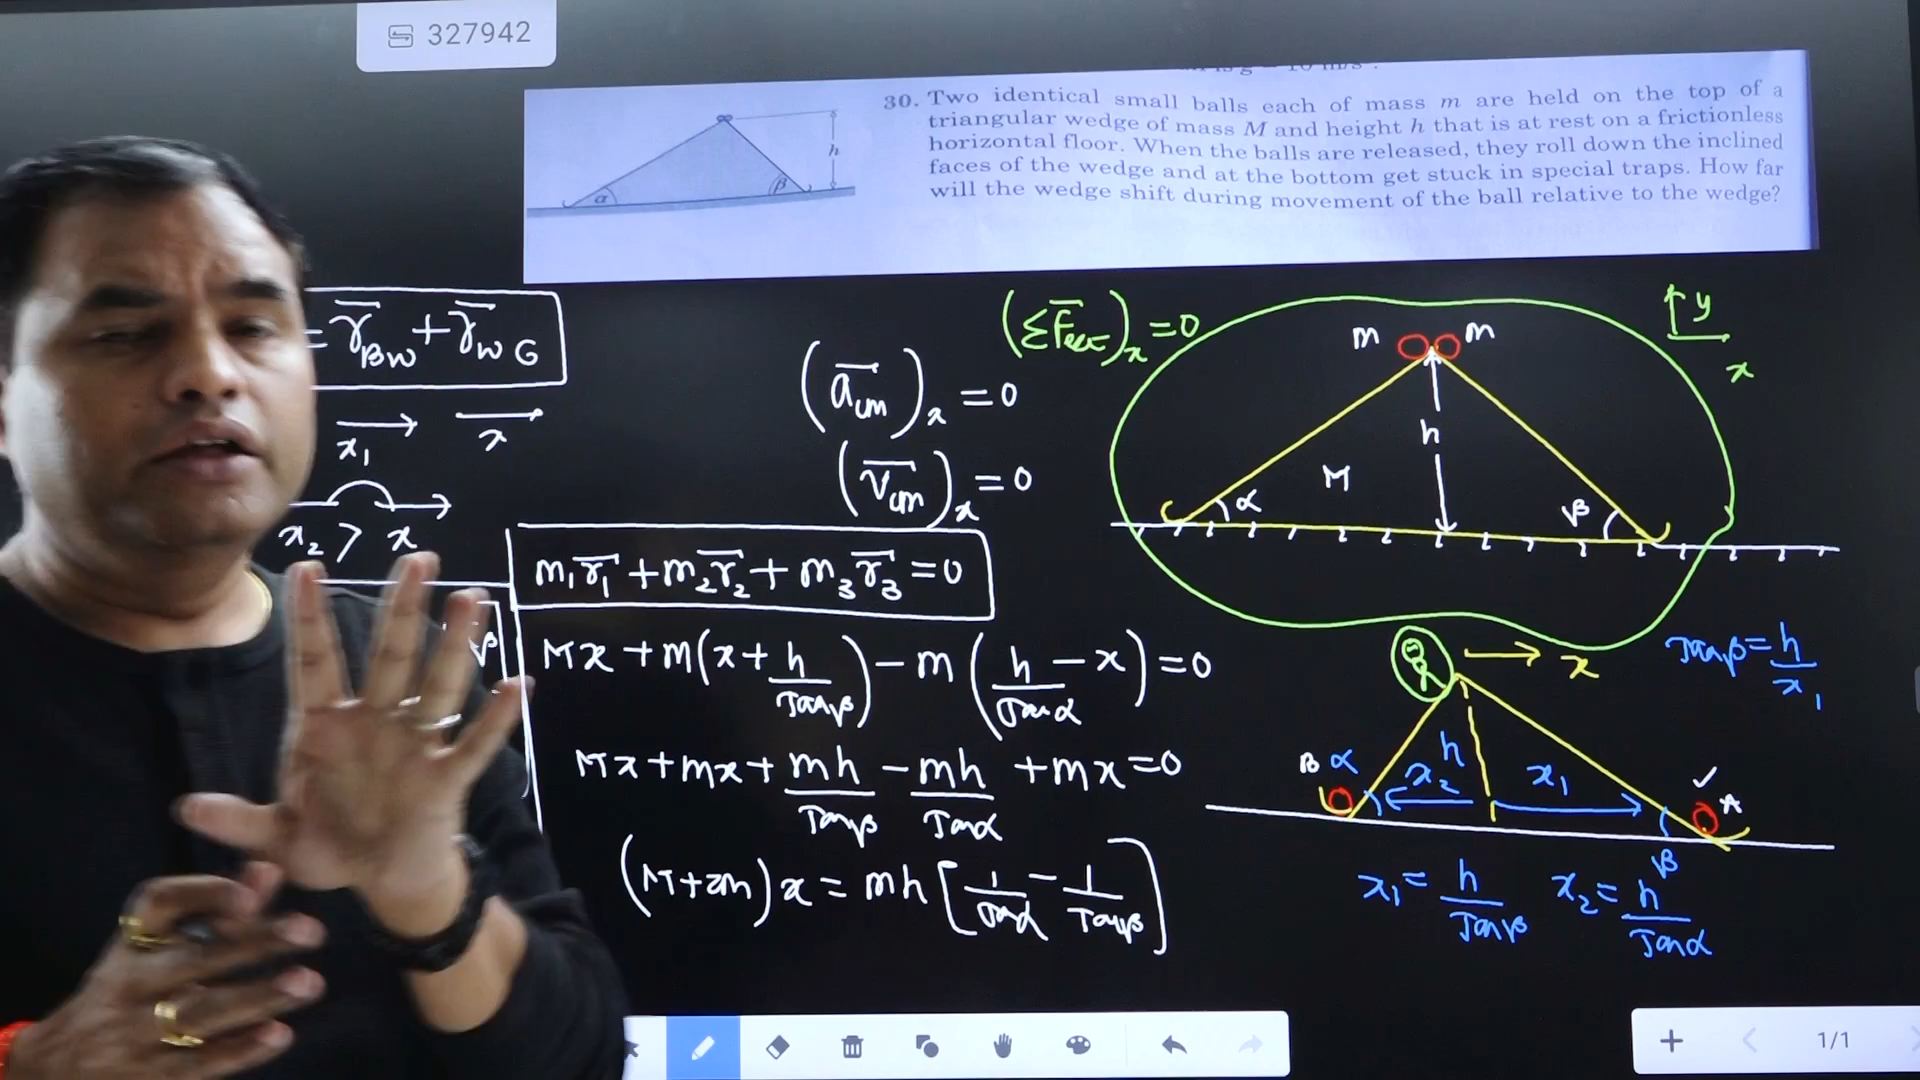 327942
30. Two identical small balls each of mass m are held on the top of a
triangular wedge of mass M and height h that is at rest on a frictionless
horizontal floor. When the balls are released, they roll down the inclined
faces of the wedge and at the bottom get stuck in special traps. How far
will the wedge shift during movement of the ball relative to the wedge?
h
α
β
= r̅_BW + r̅_WG
x₁
x
x₂ > x
(ΣF̅ext)ₓ = 0
(a̅cm)ₓ = 0
(v̅cm)ₓ = 0
m₁r̅₁ + m₂r̅₂ + m₃r̅₃ = 0
Mx + m(x + h/Tanβ) − m(h/Tanα − x) = 0
Mx + mx + mh/Tanβ − mh/Tanα + mx = 0
(M+2m)x = mh[1/Tanα − 1/Tanβ]
m
m
y
x
h
M
α
β
x
Tanβ = h/x₁
B
α
h
x₂
x₁
A
β
x₁ = h/Tanβ
x₂ = h/Tanα
1/1